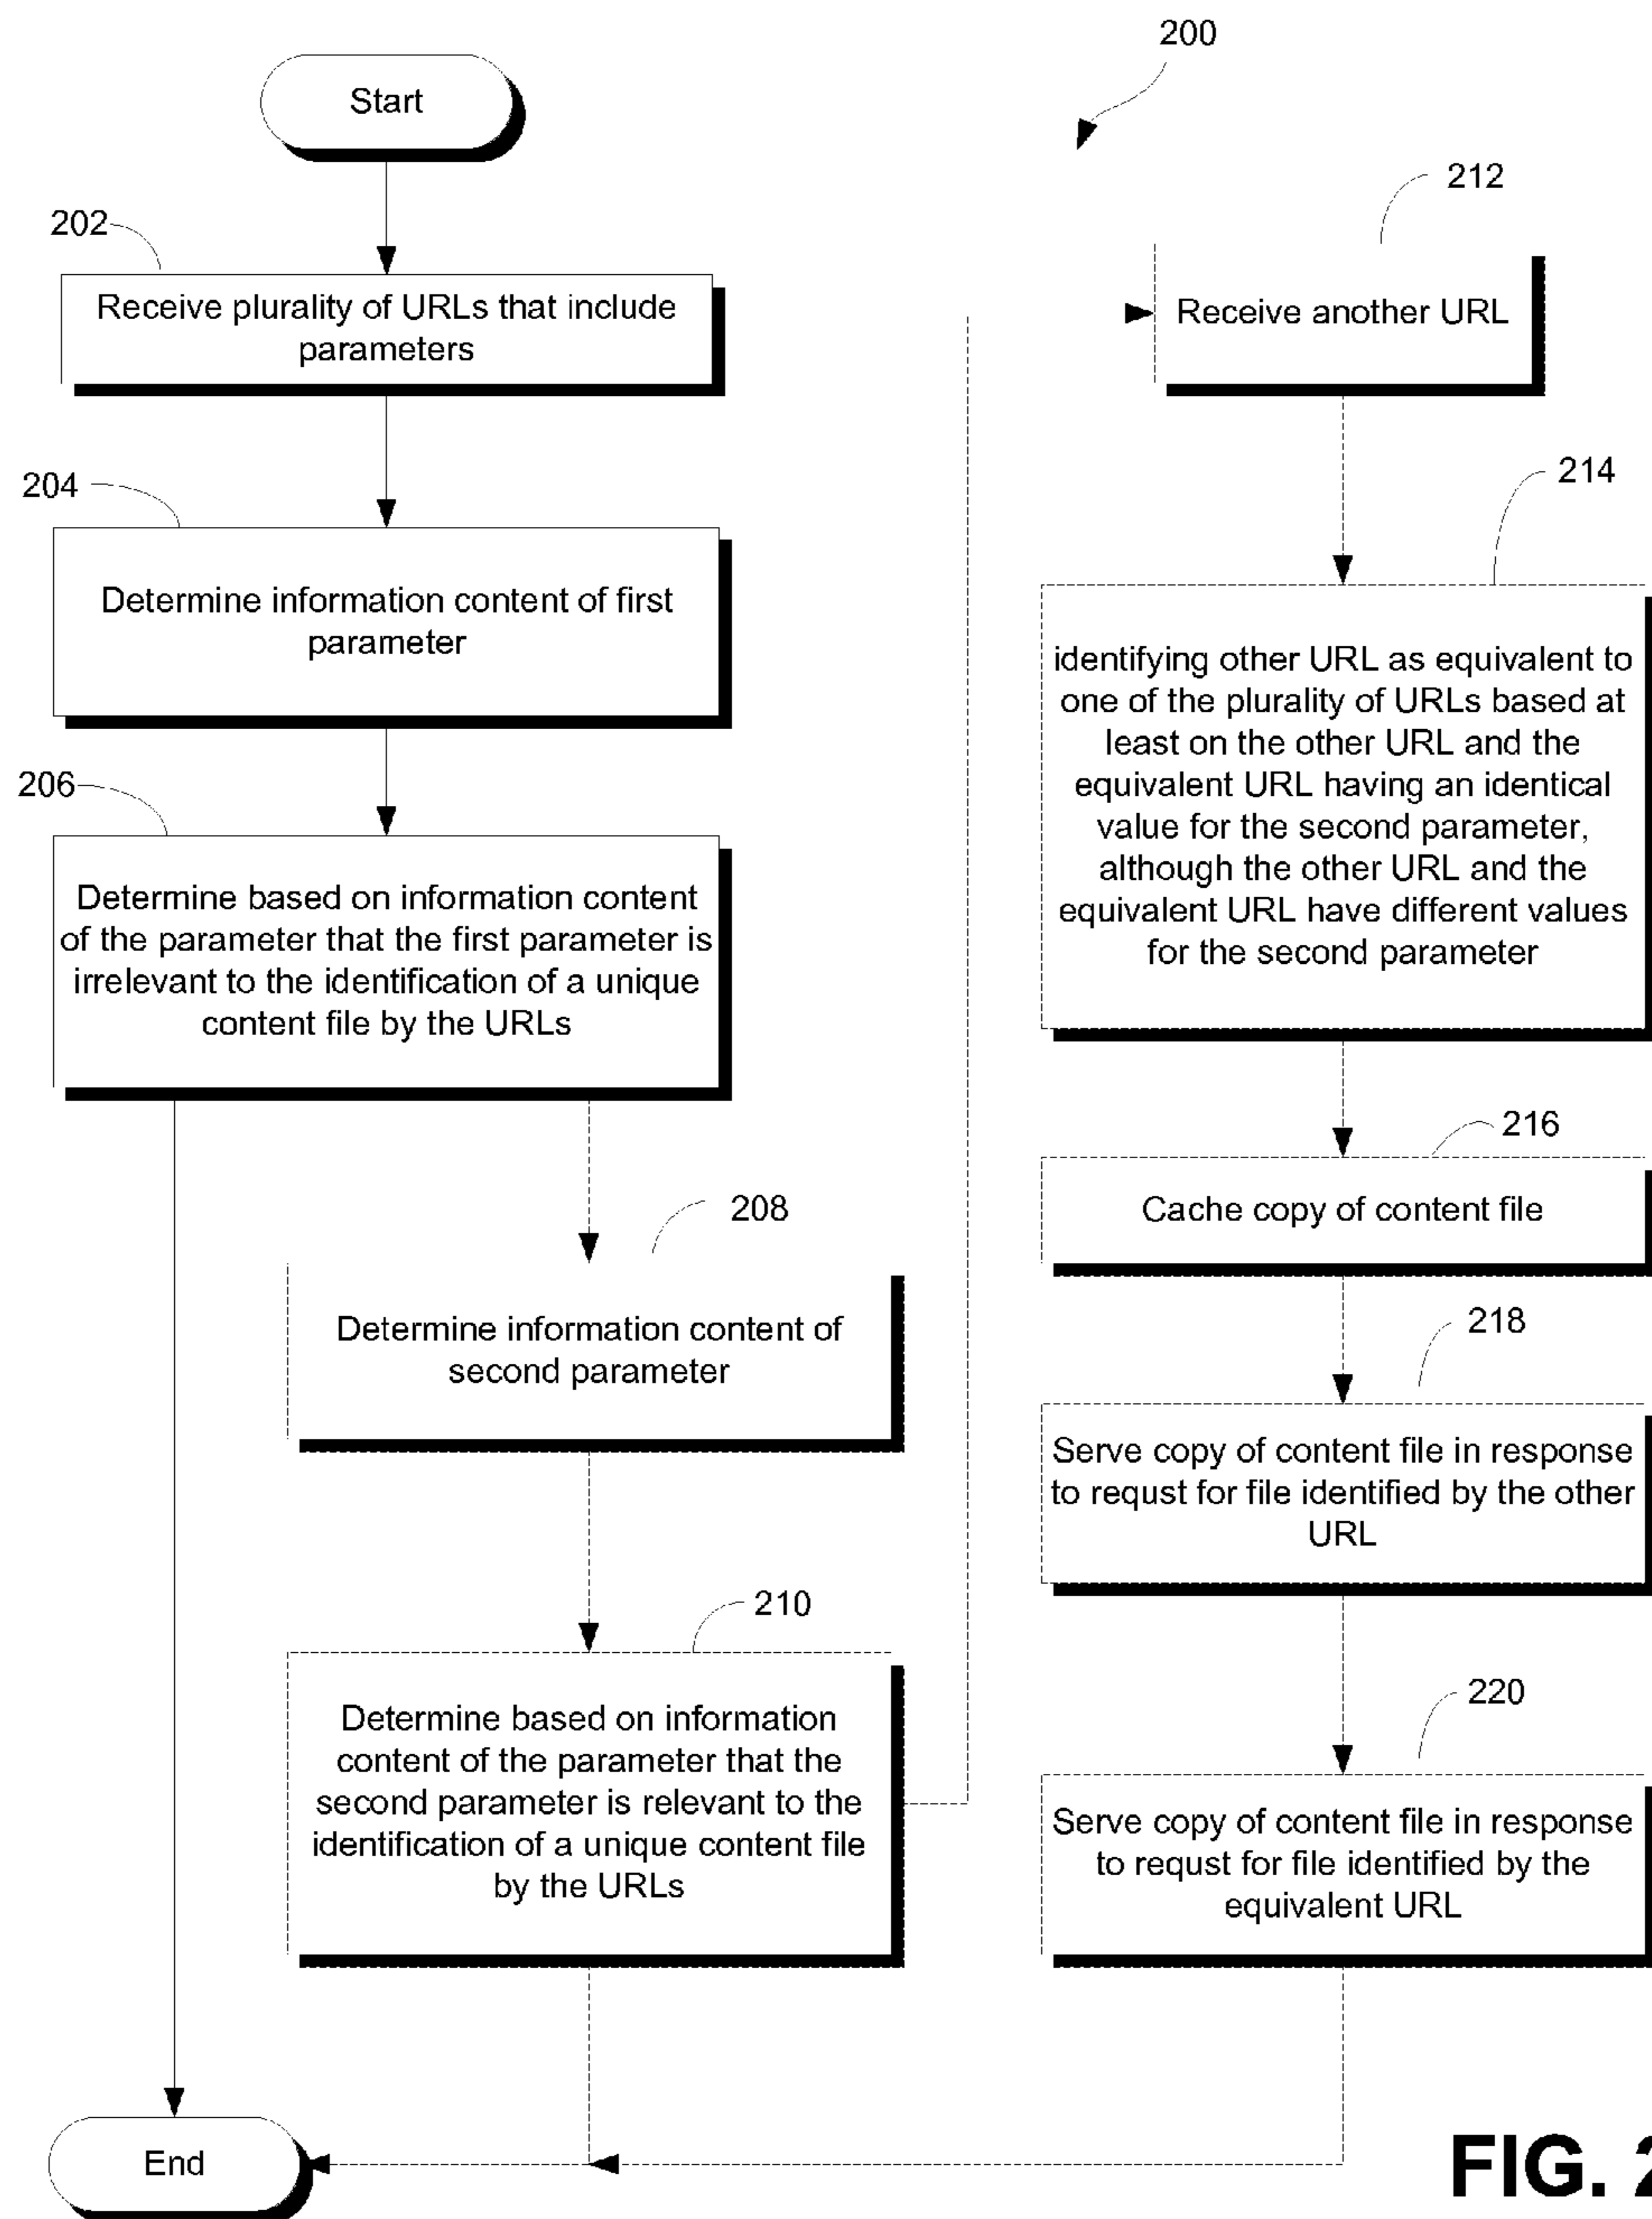 200
Start
202
Receive plurality of URLs that include
parameters
204
Determine information content of first
parameter
206
Determine based on information content
of the parameter that the first parameter is
irrelevant to the identification of a unique
content file by the URLs
208
Determine information content of
second parameter
210
Determine based on information
content of the parameter that the
second parameter is relevant to the
identification of a unique content file
by the URLs
End
212
Receive another URL
214
identifying other URL as equivalent to
one of the plurality of URLs based at
least on the other URL and the
equivalent URL having an identical
value for the second parameter,
although the other URL and the
equivalent URL have different values
for the second parameter
216
Cache copy of content file
218
Serve copy of content file in response
to requst for file identified by the other
URL
220
Serve copy of content file in response
to requst for file identified by the
equivalent URL
FIG. 2